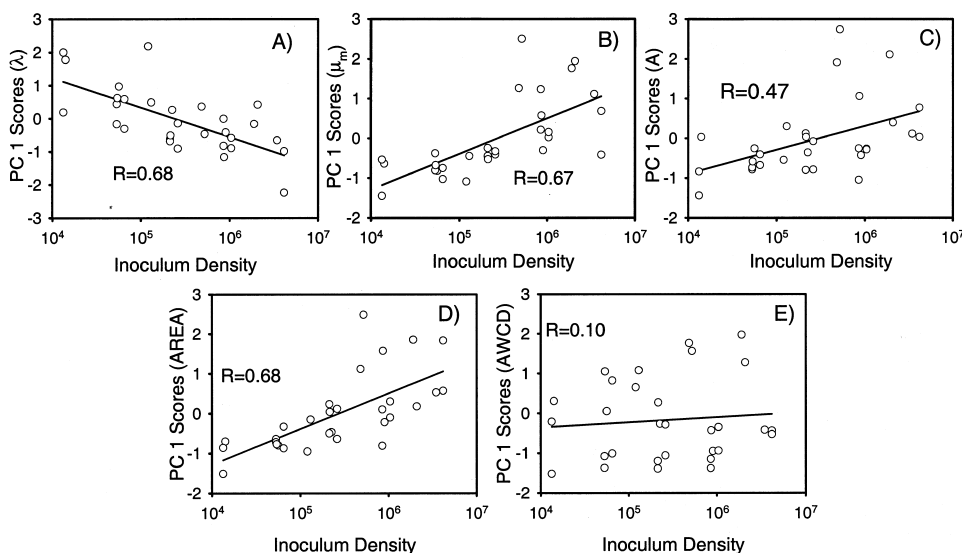 A)
PC 1 Scores (λ)
3
2
1
0
-1
-2
-3
R=0.68
10⁴ 10⁵ 10⁶ 10⁷
Inoculum Density
B)
PC 1 Scores (μₘ)
3
2
1
0
-1
-2
R=0.67
10⁴ 10⁵ 10⁶ 10⁷
Inoculum Density
C)
PC 1 Scores (A)
3
2
1
0
-1
-2
R=0.47
10⁴ 10⁵ 10⁶ 10⁷
Inoculum Density
D)
PC 1 Scores (AREA)
3
2
1
0
-1
-2
R=0.68
10⁴ 10⁵ 10⁶ 10⁷
Inoculum Density
E)
PC 1 Scores (AWCD)
3
2
1
0
-1
-2
R=0.10
10⁴ 10⁵ 10⁶ 10⁷
Inoculum Density